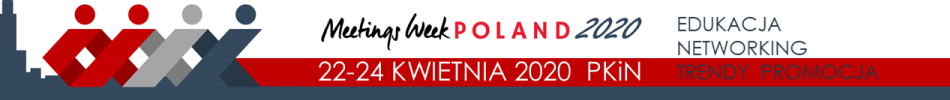 Meetings Week POLAND 2020
22-24 KWIETNIA 2020 PKiN
EDUKACJA
NETWORKING
TRENDY PROMOCJA